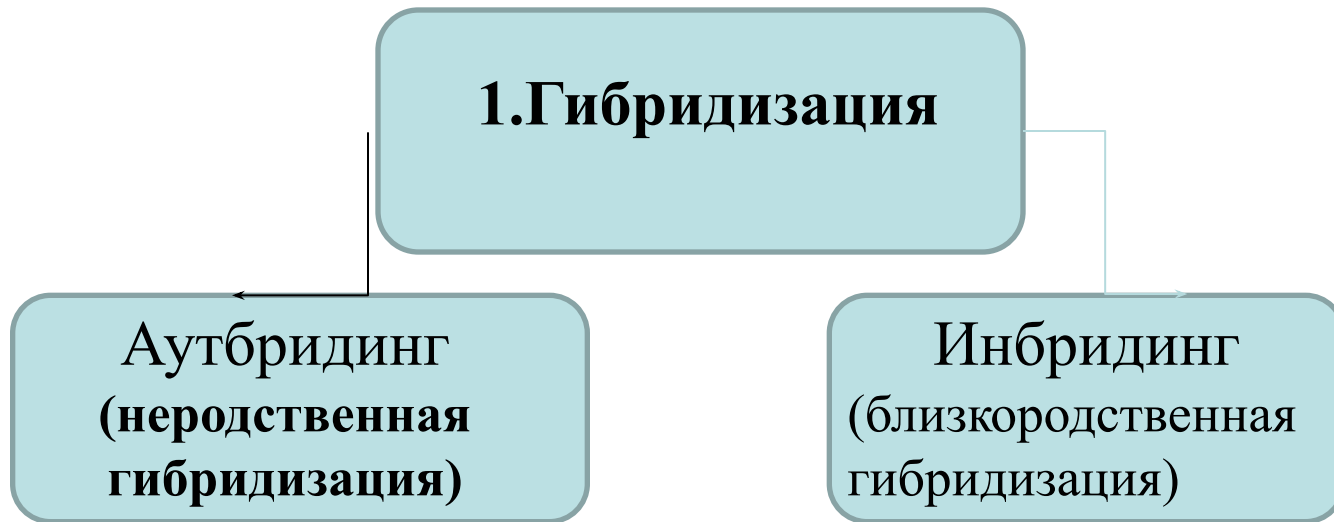 1.Гибридизация
Аутбридинг
(неродственная
гибридизация)
Инбридинг
(близкородственная
гибридизация)